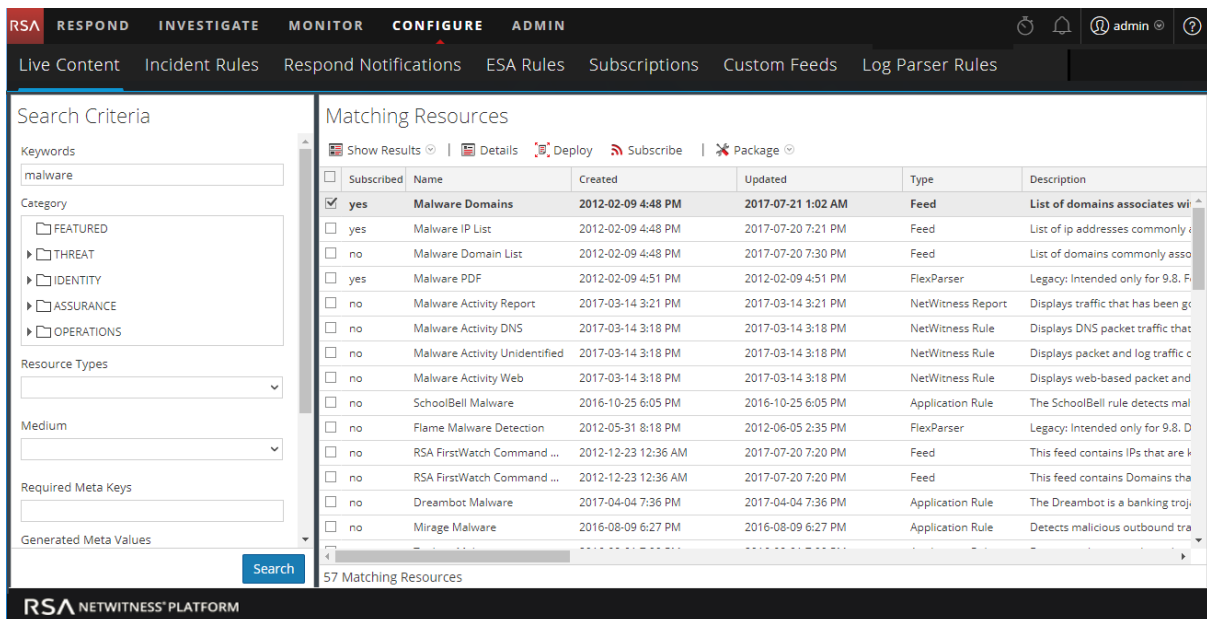 RSA RESPOND INVESTIGATE MONITOR CONFIGURE ADMIN admin
Live Content Incident Rules Respond Notifications ESA Rules Subscriptions Custom Feeds Log Parser Rules
Search Criteria
Keywords
malware
Category
FEATURED
THREAT
IDENTITY
ASSURANCE
OPERATIONS
Resource Types
Medium
Required Meta Keys
Generated Meta Values
Search
Matching Resources
Show Results | Details Deploy Subscribe | Package
Subscribed Name Created Updated Type Description
yes Malware Domains 2012-02-09 4:48 PM 2017-07-21 1:02 AM Feed List of domains associates wi
yes Malware IP List 2012-02-09 4:48 PM 2017-07-20 7:21 PM Feed List of ip addresses commonly
no Malware Domain List 2012-02-09 4:48 PM 2017-07-20 7:30 PM Feed List of domains commonly asso
yes Malware PDF 2012-02-09 4:51 PM 2012-02-09 4:51 PM FlexParser Legacy: Intended only for 9.8. F
no Malware Activity Report 2017-03-14 3:21 PM 2017-03-14 3:21 PM NetWitness Report Displays traffic that has been g
no Malware Activity DNS 2017-03-14 3:18 PM 2017-03-14 3:18 PM NetWitness Rule Displays DNS packet traffic that
no Malware Activity Unidentified 2017-03-14 3:18 PM 2017-03-14 3:18 PM NetWitness Rule Displays packet and log traffic
no Malware Activity Web 2017-03-14 3:18 PM 2017-03-14 3:18 PM NetWitness Rule Displays web-based packet and
no SchoolBell Malware 2016-10-25 6:05 PM 2016-10-25 6:05 PM Application Rule The SchoolBell rule detects mal
no Flame Malware Detection 2012-05-31 8:18 PM 2012-06-05 2:35 PM FlexParser Legacy: Intended only for 9.8. D
no RSA FirstWatch Command ... 2012-12-23 12:36 AM 2017-07-20 7:20 PM Feed This feed contains IPs that are k
no RSA FirstWatch Command ... 2012-12-23 12:36 AM 2017-07-20 7:20 PM Feed This feed contains Domains tha
no Dreambot Malware 2017-04-04 7:36 PM 2017-04-04 7:36 PM Application Rule The Dreambot is a banking troj
no Mirage Malware 2016-08-09 6:27 PM 2016-08-09 6:27 PM Application Rule Detects malicious outbound tra
57 Matching Resources
RSA NETWITNESS® PLATFORM